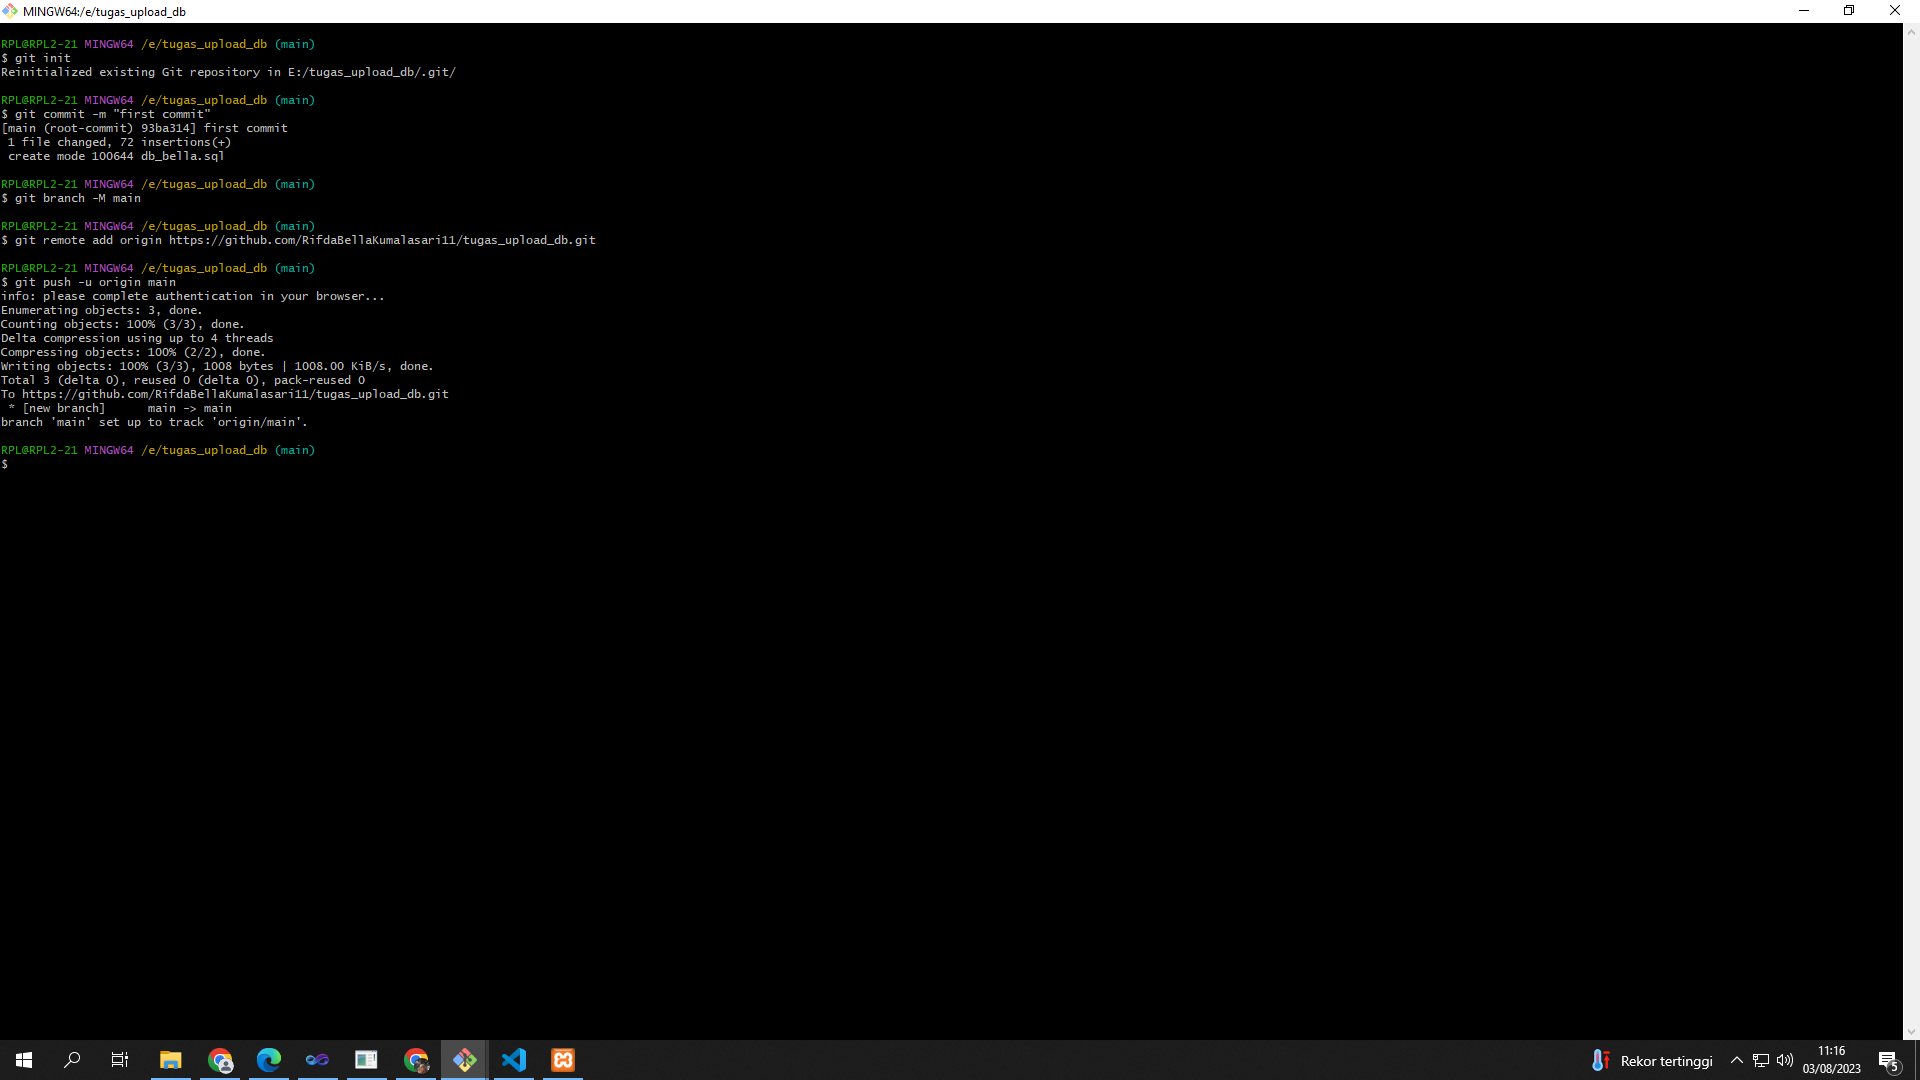 MINGW64:/e/tugas_upload_db
RPL@RPL2-21 MINGW64 /e/tugas_upload_db (main)
$ git init
Reinitialized existing Git repository in E:/tugas_upload_db/.git/
RPL@RPL2-21 MINGW64 /e/tugas_upload_db (main)
$ git commit -m "first commit"
[main (root-commit) 93ba314] first commit
1 file changed, 72 insertions(+)
create mode 100644 db_bella.sql
RPL@RPL2-21 MINGW64 /e/tugas_upload_db (main)
$ git branch -M main
RPL@RPL2-21 MINGW64 /e/tugas_upload_db (main)
$ git remote add origin https://github.com/RifdaBellaKumalasari11/tugas_upload_db.git
RPL@RPL2-21 MINGW64 /e/tugas_upload_db (main)
$ git push -u origin main
info: please complete authentication in your browser...
Enumerating objects: 3, done.
Counting objects: 100% (3/3), done.
Delta compression using up to 4 threads
Compressing objects: 100% (2/2), done.
Writing objects: 100% (3/3), 1008 bytes | 1008.00 KiB/s, done.
Total 3 (delta 0), reused 0 (delta 0), pack-reused 0
To https://github.com/RifdaBellaKumalasari11/tugas_upload_db.git
* [new branch]      main -> main
branch 'main' set up to track 'origin/main'.
RPL@RPL2-21 MINGW64 /e/tugas_upload_db (main)
$
Rekor tertinggi
11:16
03/08/2023
5